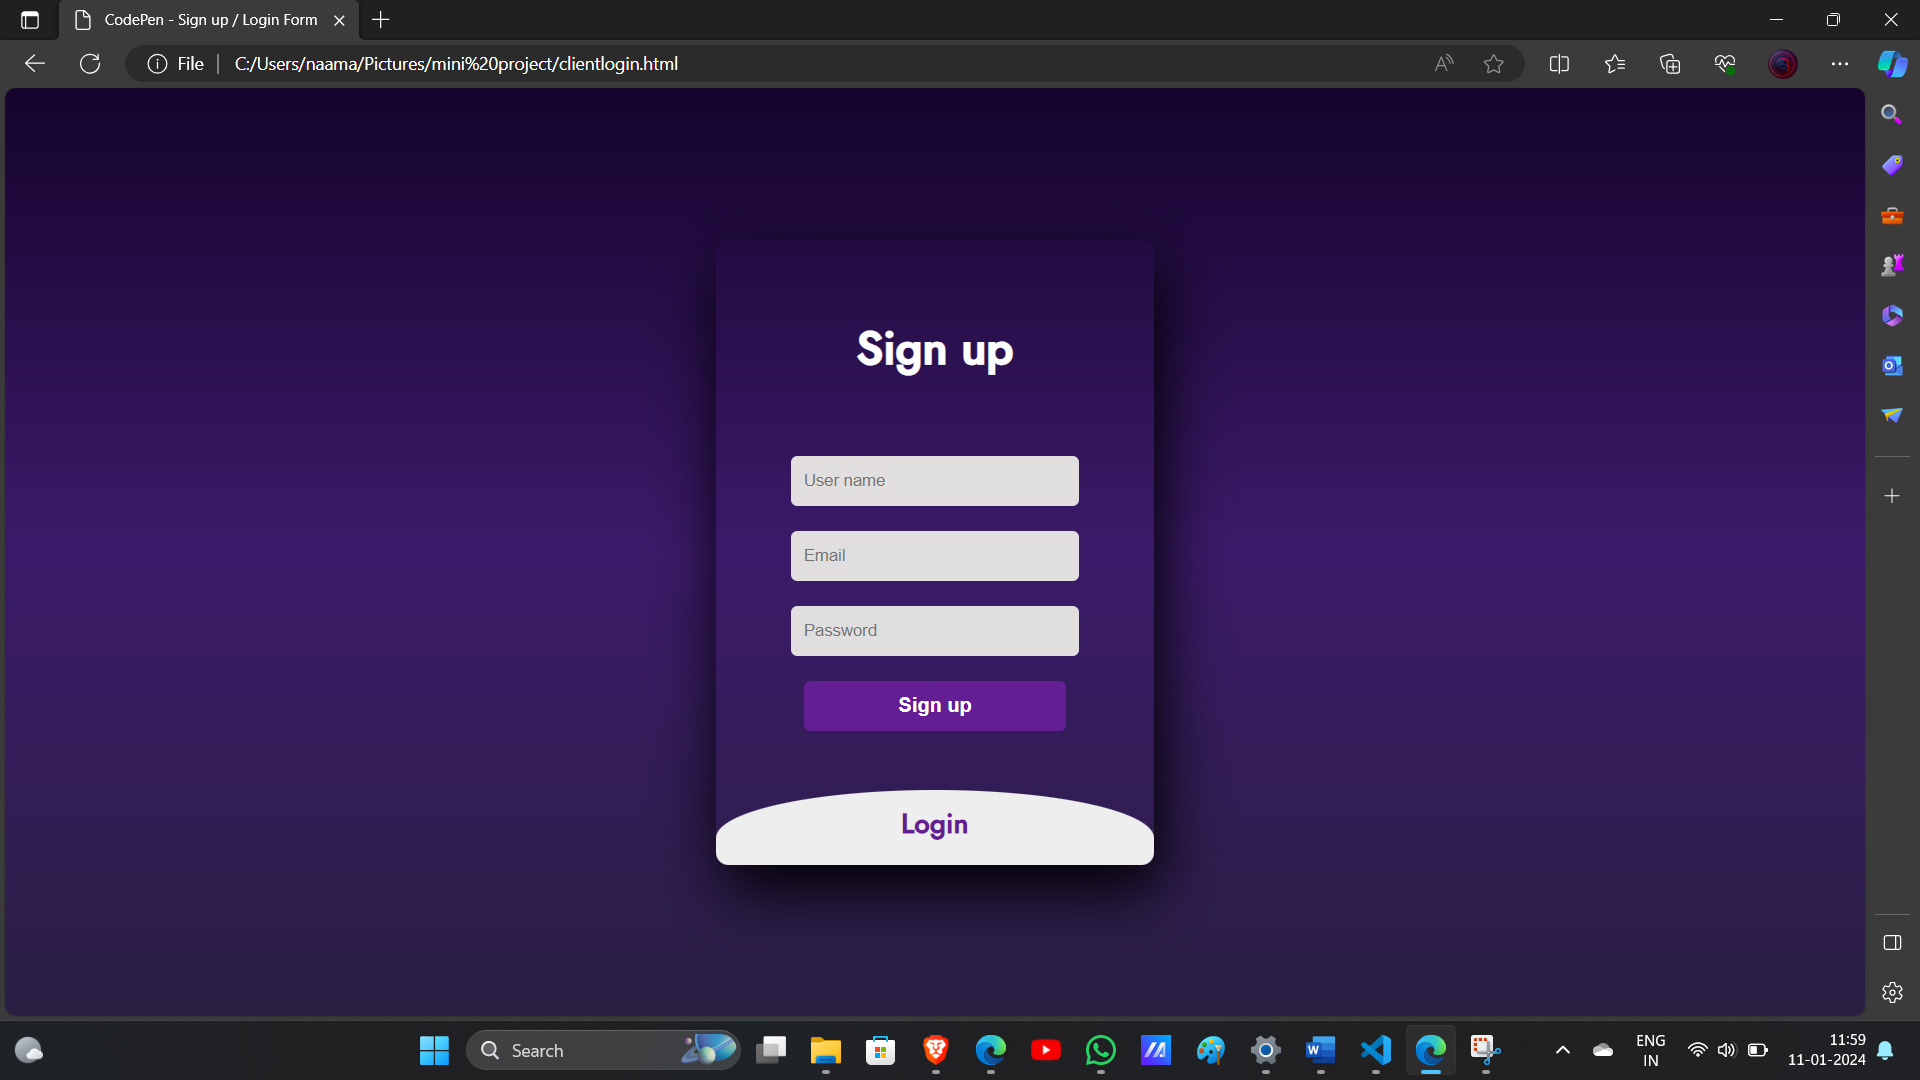 CodePen - Sign up / Login Form
File
C:/Users/naama/Pictures/mini%20project/clientlogin.html
Sign up
User name
Email
Password
Sign up
Login
Search
ENG
IN
11:59
11-01-2024